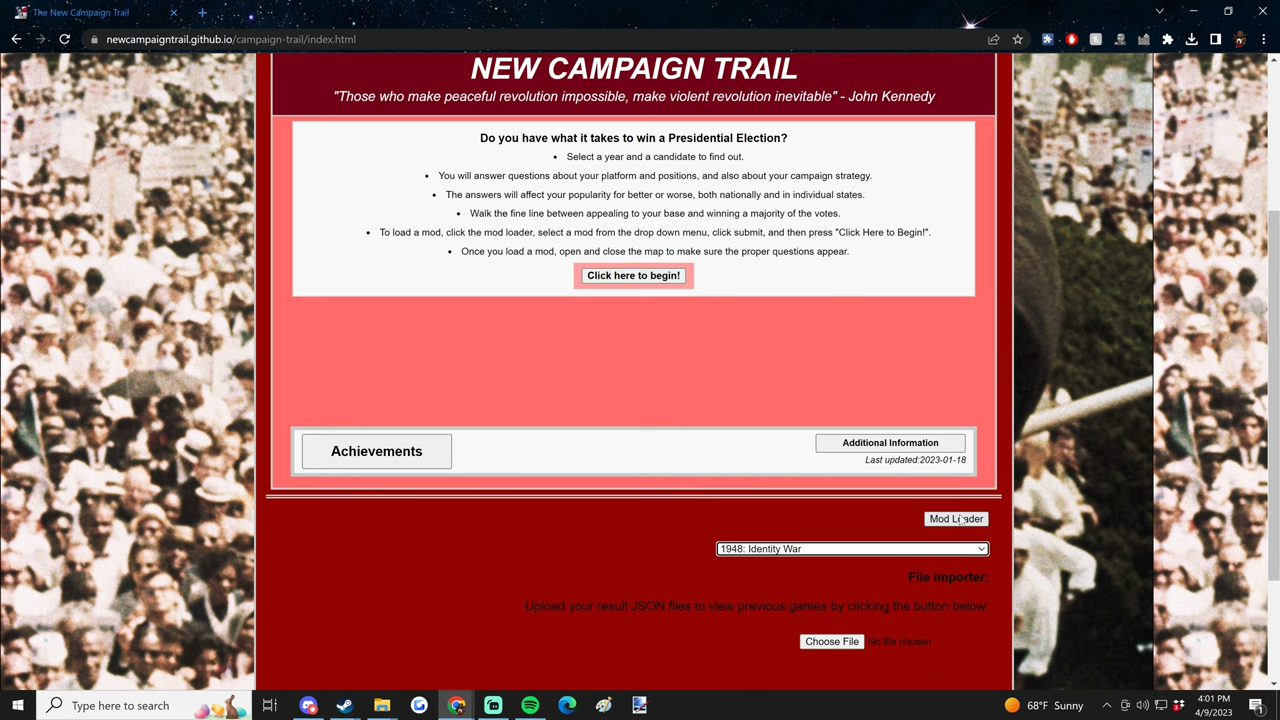 The New Campaign Trail
newcampaigntrail.github.io/campaign-trail/index.html
NEW CAMPAIGN TRAIL
"Those who make peaceful revolution impossible, make violent revolution inevitable" - John Kennedy
Do you have what it takes to win a Presidential Election?
• Select a year and a candidate to find out.
• You will answer questions about your platform and positions, and also about your campaign strategy.
• The answers will affect your popularity for better or worse, both nationally and in individual states.
• Walk the fine line between appealing to your base and winning a majority of the votes.
• To load a mod, click the mod loader, select a mod from the drop down menu, click submit, and then press "Click Here to Begin!".
• Once you load a mod, open and close the map to make sure the proper questions appear.
Click here to begin!
Achievements
Additional Information
Last updated:2023-01-18
Mod Loader
1948: Identity War
File importer:
Upload your result JSON files to view previous games by clicking the button below:
Choose File No file chosen
Type here to search
68°F Sunny
4:01 PM
4/9/2023